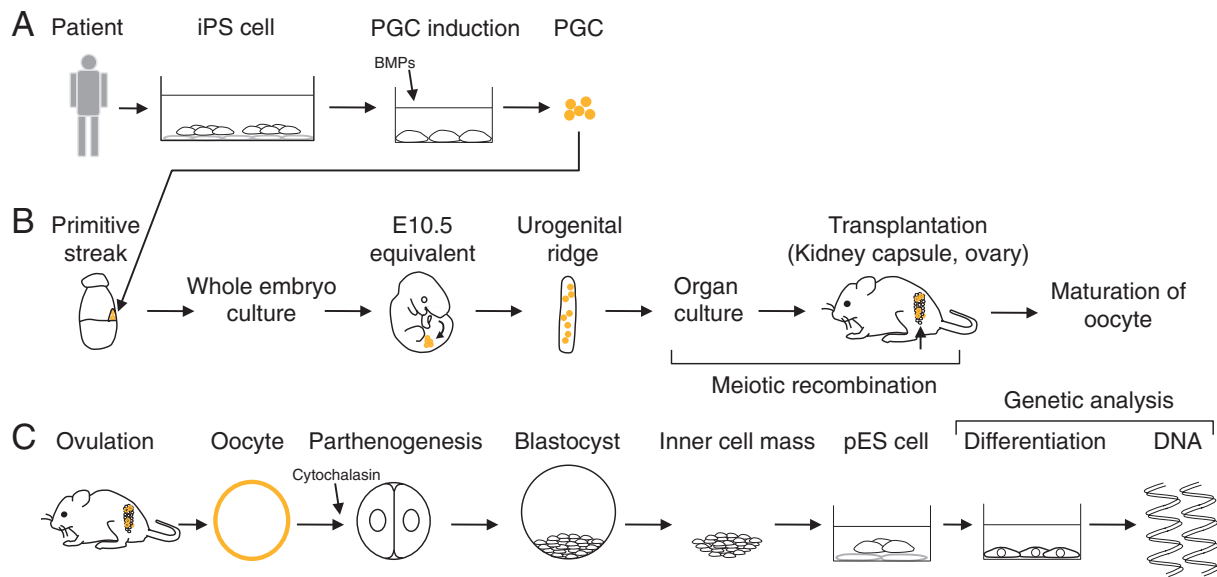 A
Patient
iPS cell
PGC induction
PGC
BMPs
B
Primitive
streak
Whole embryo
culture
E10.5
equivalent
Urogenital
ridge
Organ
culture
Transplantation
(Kidney capsule, ovary)
Maturation of
oocyte
Meiotic recombination
Genetic analysis
C
Ovulation
Oocyte
Parthenogenesis
Blastocyst
Inner cell mass
pES cell
Differentiation
DNA
Cytochalasin